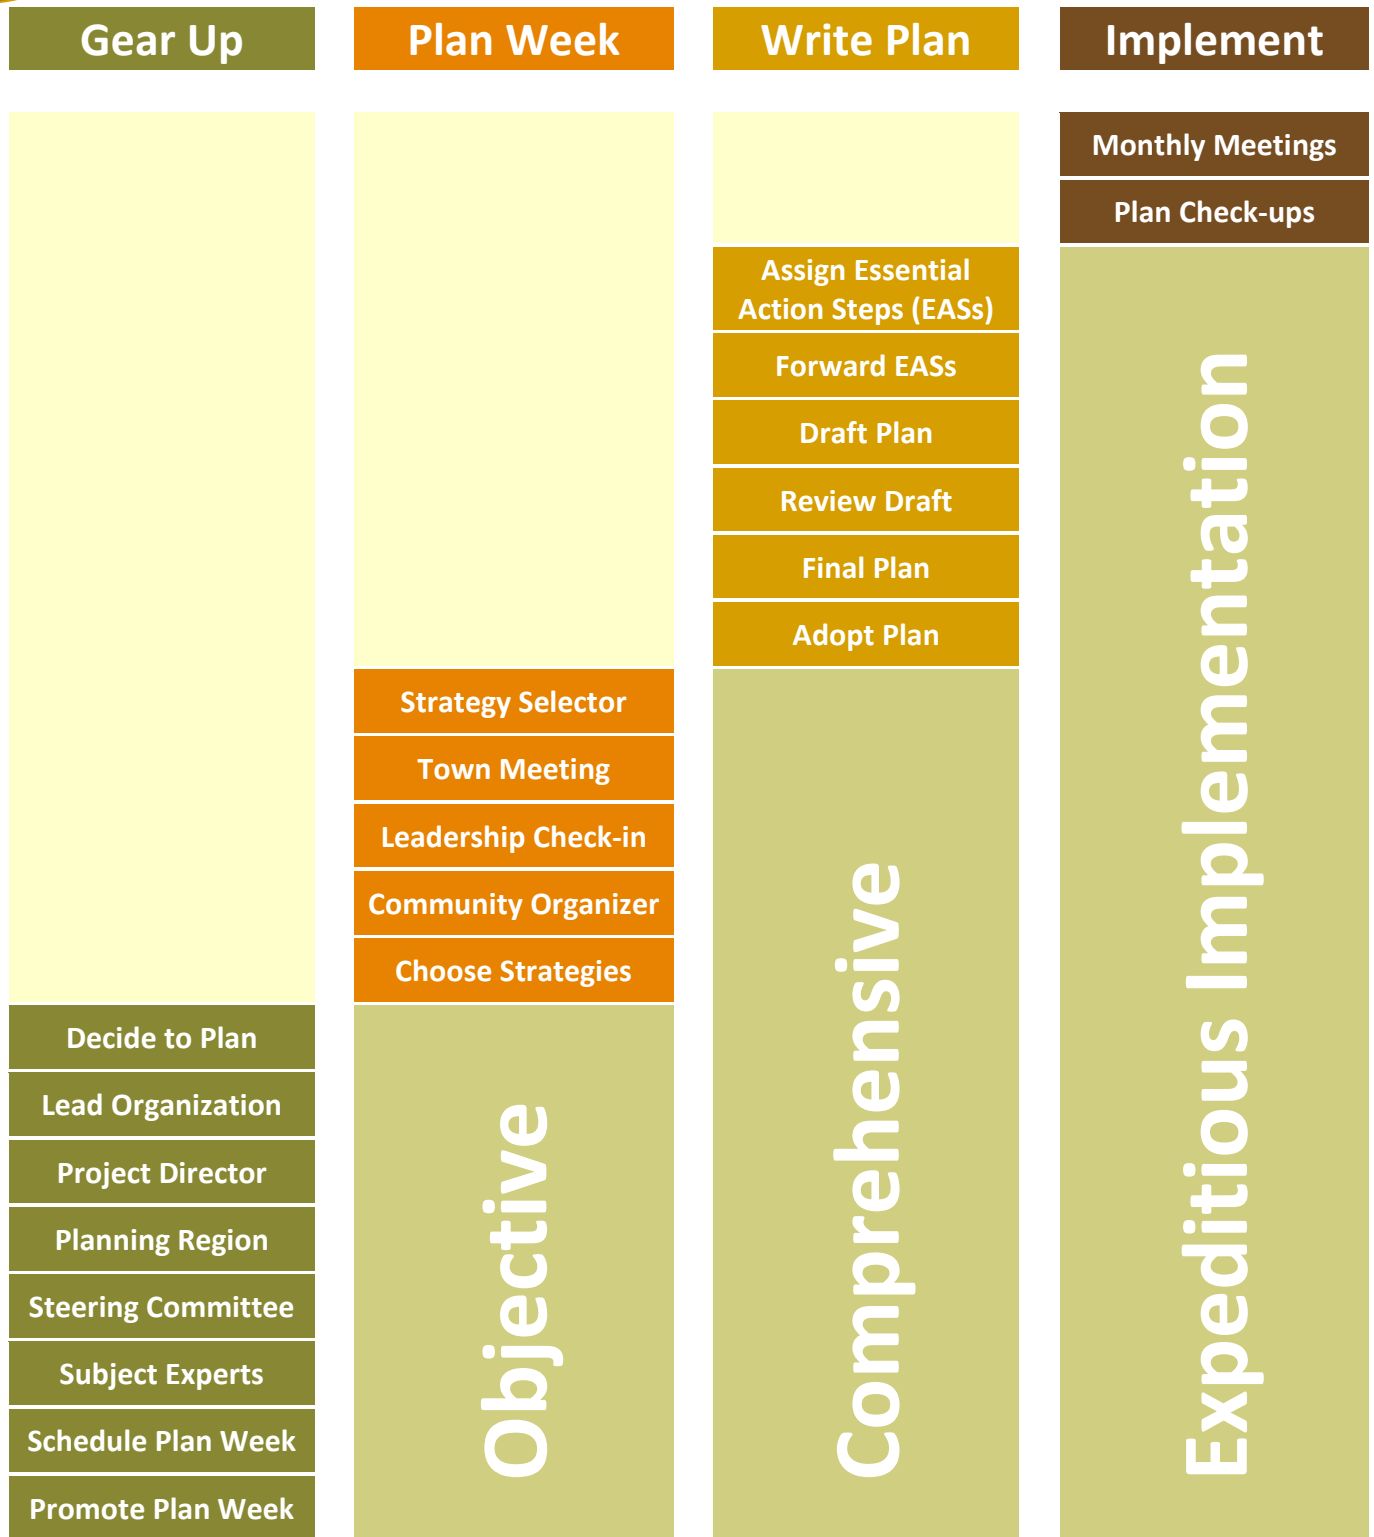 Gear Up
Plan Week
Write Plan
Implement
Monthly Meetings
Plan Check-ups
Assign Essential
Action Steps (EASs)
Forward EASs
Draft Plan
Review Draft
Final Plan
Adopt Plan
Strategy Selector
Town Meeting
Leadership Check-in
Community Organizer
Choose Strategies
Decide to Plan
Lead Organization
Project Director
Planning Region
Steering Committee
Subject Experts
Schedule Plan Week
Promote Plan Week
Objective
Comprehensive
Expeditious Implementation